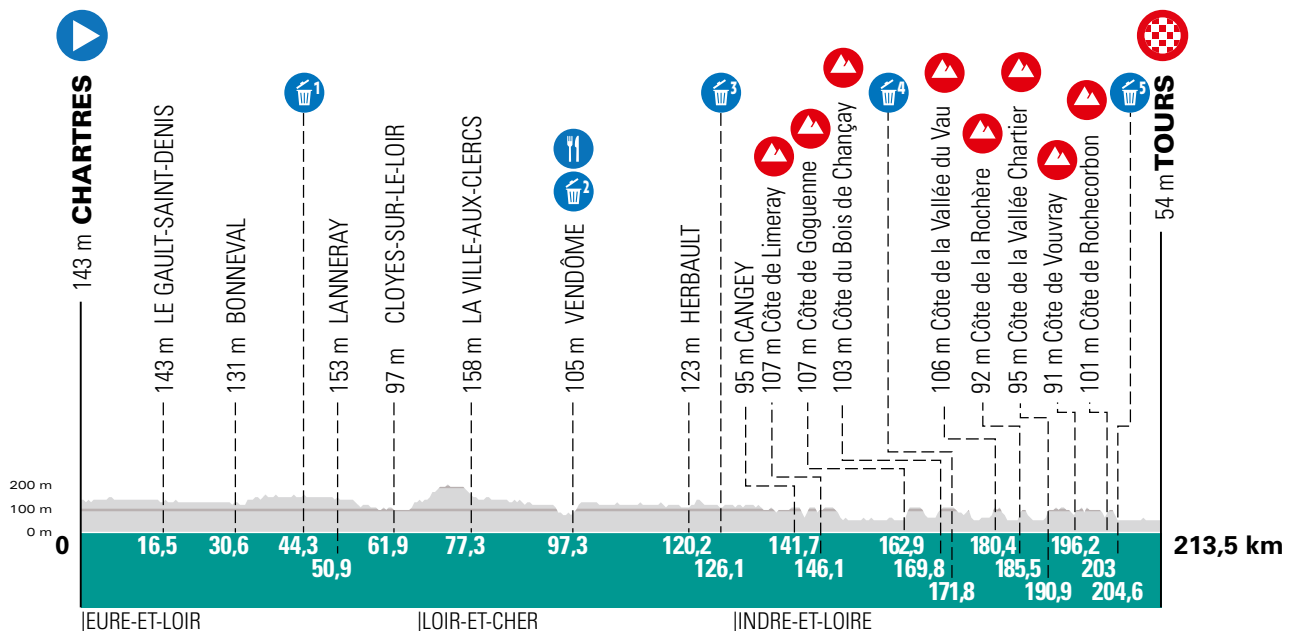 143 m CHARTRES
143 m LE GAULT-SAINT-DENIS
131 m BONNEVAL
1
153 m LANNERAY
97 m CLOYES-SUR-LE-LOIR
158 m LA VILLE-AUX-CLERCS
2
105 m VENDÔME
123 m HERBAULT
3
95 m CANGEY
107 m Côte de Limeray
107 m Côte de Goguenne
103 m Côte du Bois de Chançay
4
106 m Côte de la Vallée du Vau
92 m Côte de la Rochère
95 m Côte de la Vallée Chartier
91 m Côte de Vouvray
101 m Côte de Rochecorbon
5
54 m TOURS
200 m
100 m
0 m
0 16,5 30,6 44,3 61,9 77,3 97,3 120,2 141,7 162,9 180,4 196,2 213,5 km
50,9 126,1 146,1 169,8 185,5 203
171,8 190,9 204,6
|EURE-ET-LOIR |LOIR-ET-CHER |INDRE-ET-LOIRE